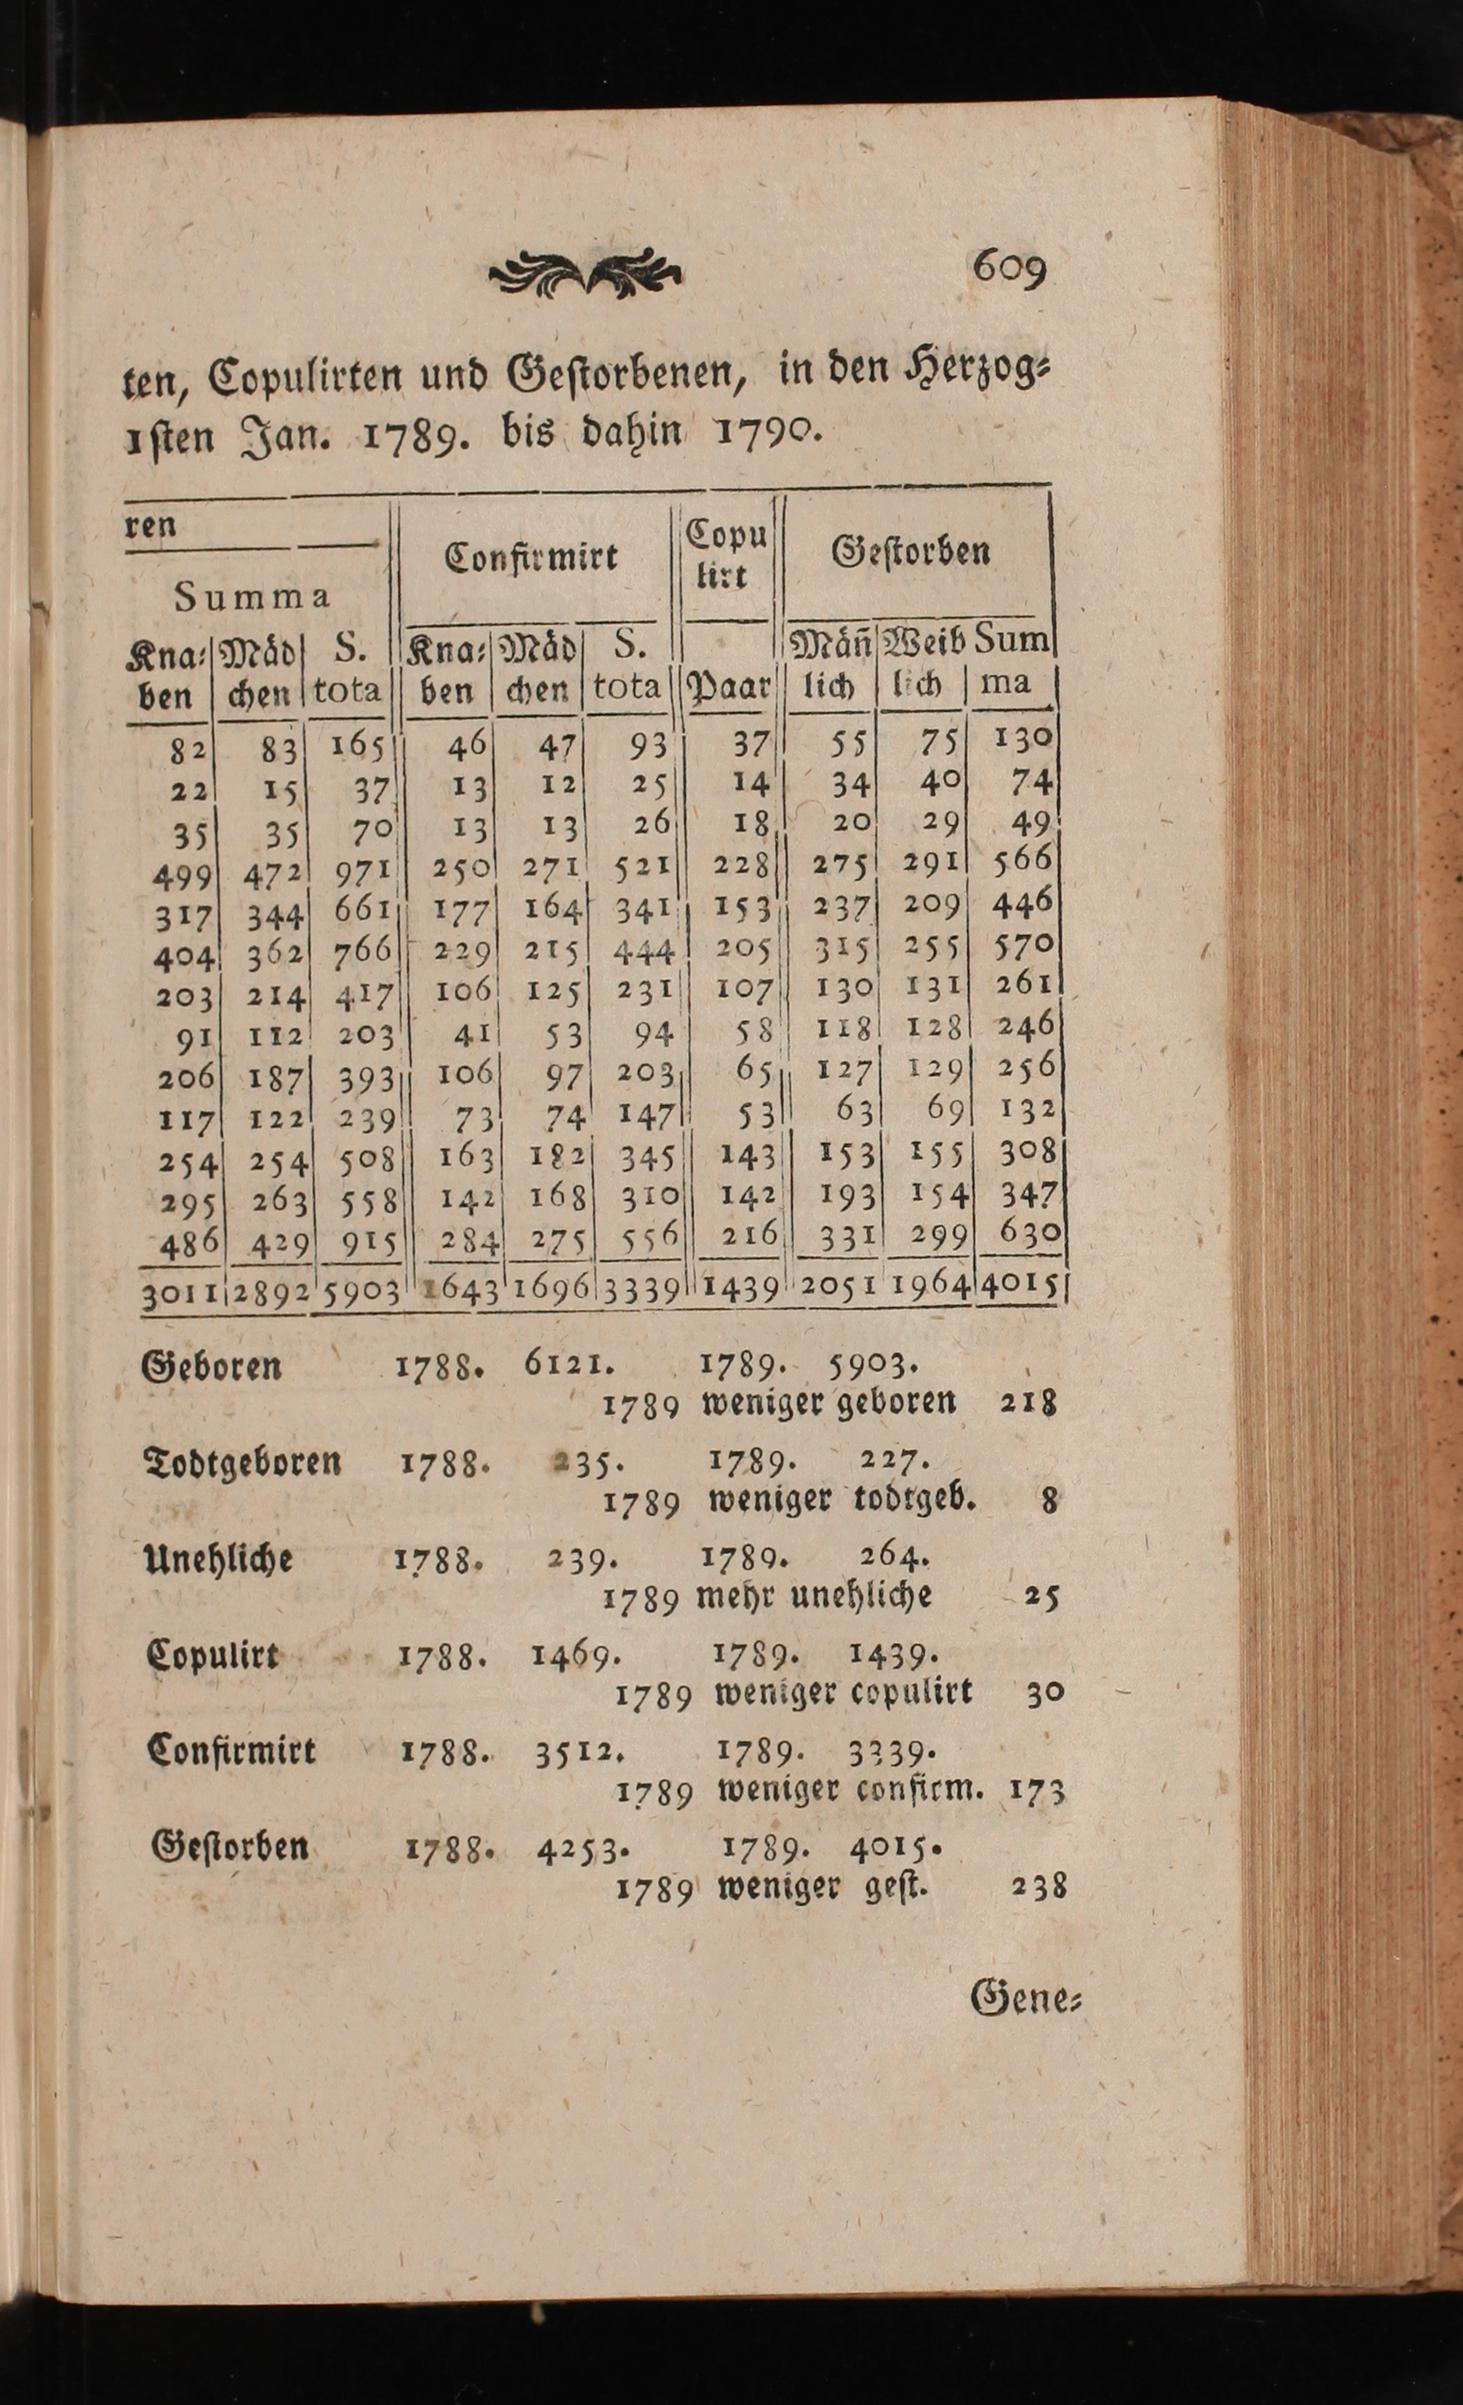 609
ten, Copulirten und Geſtorbenen, in den Herzog⸗
1ſten Jan. 1789. bis dahin 1790.
ren
Confirmirt Copu Geſtorben
lirt
Summa
Kna⸗ Mäd S. Kna⸗ Mäd S. Mañ Weib Sum
ben chen tota ben chen tota Paar lich lich ma
82 83 165 46 47 93 37 55 75 130
22 15 37 13 12 25 14 34 40 74
35 35 70 13 13 26 18 20 29 49
499 472 971 250 271 521 228 275 291 566
317 344 661 177 164 341 153 237 209 446
404 362 766 229 215 444 205 315 255 570
203 214 417 106 125 231 107 130 131 261
91 112 203 41 53 94 58 118 128 246
206 187 393 106 97 203 65 127 129 256
117 122 239 73 74 147 53 63 69 132
254 254 508 163 182 345 143 153 155 308
295 263 558 142 168 310 142 193 154 347
486 429 915 284 275 556 216 331 299 630
3011 2892 5903 1643 1696 3339 1439 2051 1964 4015
Geboren 1788. 6121. 1789. 5903.
1789 weniger geboren 218
Todtgeboren 1788. 235. 1789. 227.
1789 weniger todtgeb. 8
Unehliche 1788. 239. 1789. 264.
1789 mehr unehliche 25
Copulirt 1788. 1469. 1789. 1439.
1789 weniger copulirt 30
Confirmirt 1788. 3512. 1789. 3339.
1789 weniger confirm. 173
Geſtorben 1788. 4253. 1789. 4015.
1789 weniger geſt. 238
Gene⸗